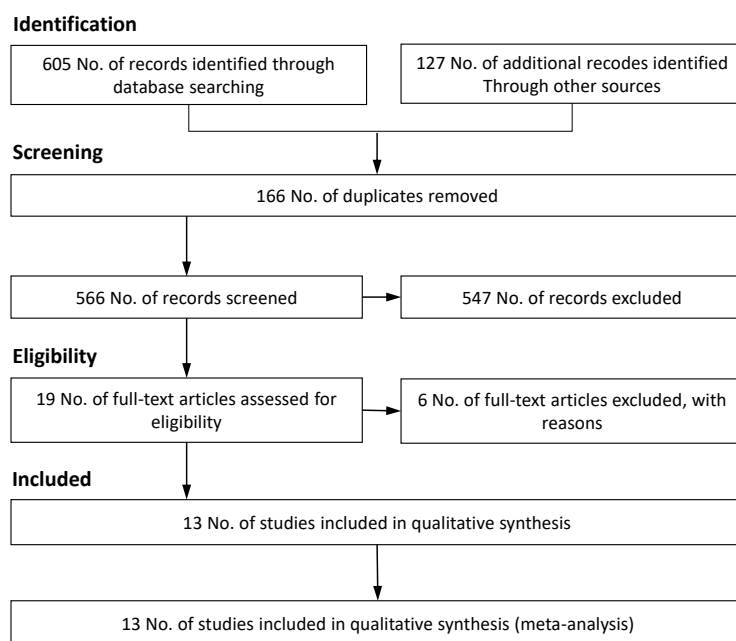 Identification
605 No. of records identified through
database searching
127 No. of additional recodes identified
Through other sources
Screening
166 No. of duplicates removed
566 No. of records screened
547 No. of records excluded
Eligibility
19 No. of full-text articles assessed for
eligibility
6 No. of full-text articles excluded, with
reasons
Included
13 No. of studies included in qualitative synthesis
13 No. of studies included in qualitative synthesis (meta-analysis)